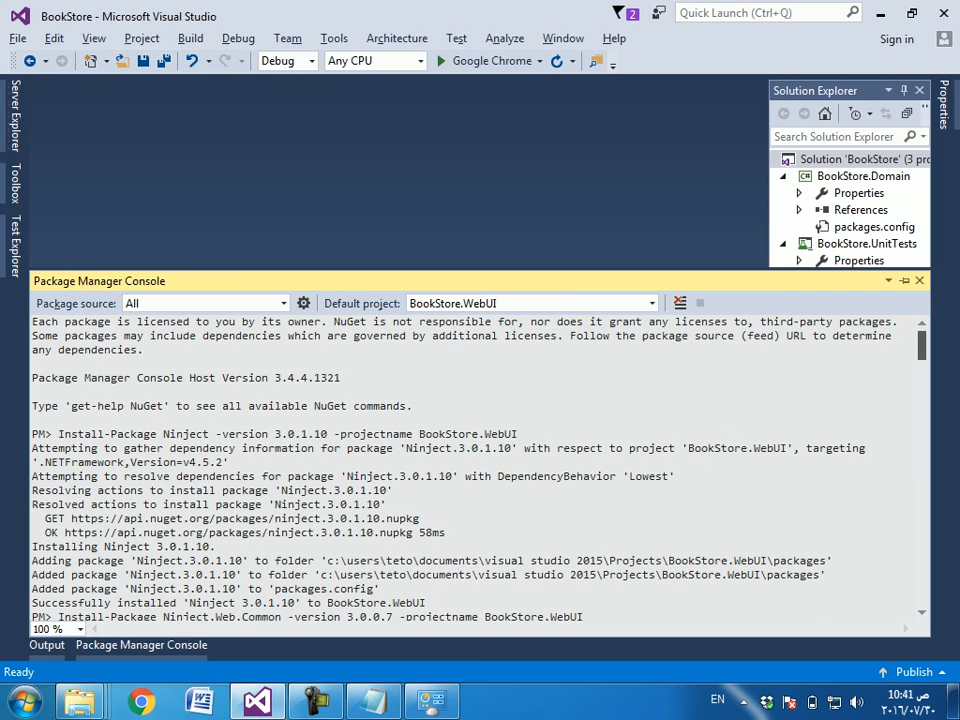 BookStore - Microsoft Visual Studio
2
Quick Launch (Ctrl+Q)
File Edit View Project Build Debug Team Tools Architecture Test Analyze Window Help
Sign in
Debug Any CPU Google Chrome
Server Explorer
Toolbox
Test Explorer
Solution Explorer
Search Solution Explorer
Solution 'BookStore' (3 pro
BookStore.Domain
Properties
References
packages.config
BookStore.UnitTests
Properties
Properties
Package Manager Console
Package source: All Default project: BookStore.WebUI
Each package is licensed to you by its owner. NuGet is not responsible for, nor does it grant any licenses to, third-party packages.
Some packages may include dependencies which are governed by additional licenses. Follow the package source (feed) URL to determine
any dependencies.
Package Manager Console Host Version 3.4.4.1321
Type 'get-help NuGet' to see all available NuGet commands.
PM> Install-Package Ninject -version 3.0.1.10 -projectname BookStore.WebUI
Attempting to gather dependency information for package 'Ninject.3.0.1.10' with respect to project 'BookStore.WebUI', targeting
'.NETFramework,Version=v4.5.2'
Attempting to resolve dependencies for package 'Ninject.3.0.1.10' with DependencyBehavior 'Lowest'
Resolving actions to install package 'Ninject.3.0.1.10'
Resolved actions to install package 'Ninject.3.0.1.10'
GET https://api.nuget.org/packages/ninject.3.0.1.10.nupkg
OK https://api.nuget.org/packages/ninject.3.0.1.10.nupkg 58ms
Installing Ninject 3.0.1.10.
Adding package 'Ninject.3.0.1.10' to folder 'c:\users\teto\documents\visual studio 2015\Projects\BookStore.WebUI\packages'
Added package 'Ninject.3.0.1.10' to folder 'c:\users\teto\documents\visual studio 2015\Projects\BookStore.WebUI\packages'
Added package 'Ninject.3.0.1.10' to 'packages.config'
Successfully installed 'Ninject 3.0.1.10' to BookStore.WebUI
PM> Install-Package Ninject.Web.Common -version 3.0.0.7 -projectname BookStore.WebUI
100 %
Output Package Manager Console
Ready
Publish
EN
10:41 ص
٢٠١٦/٠٧/٣٠